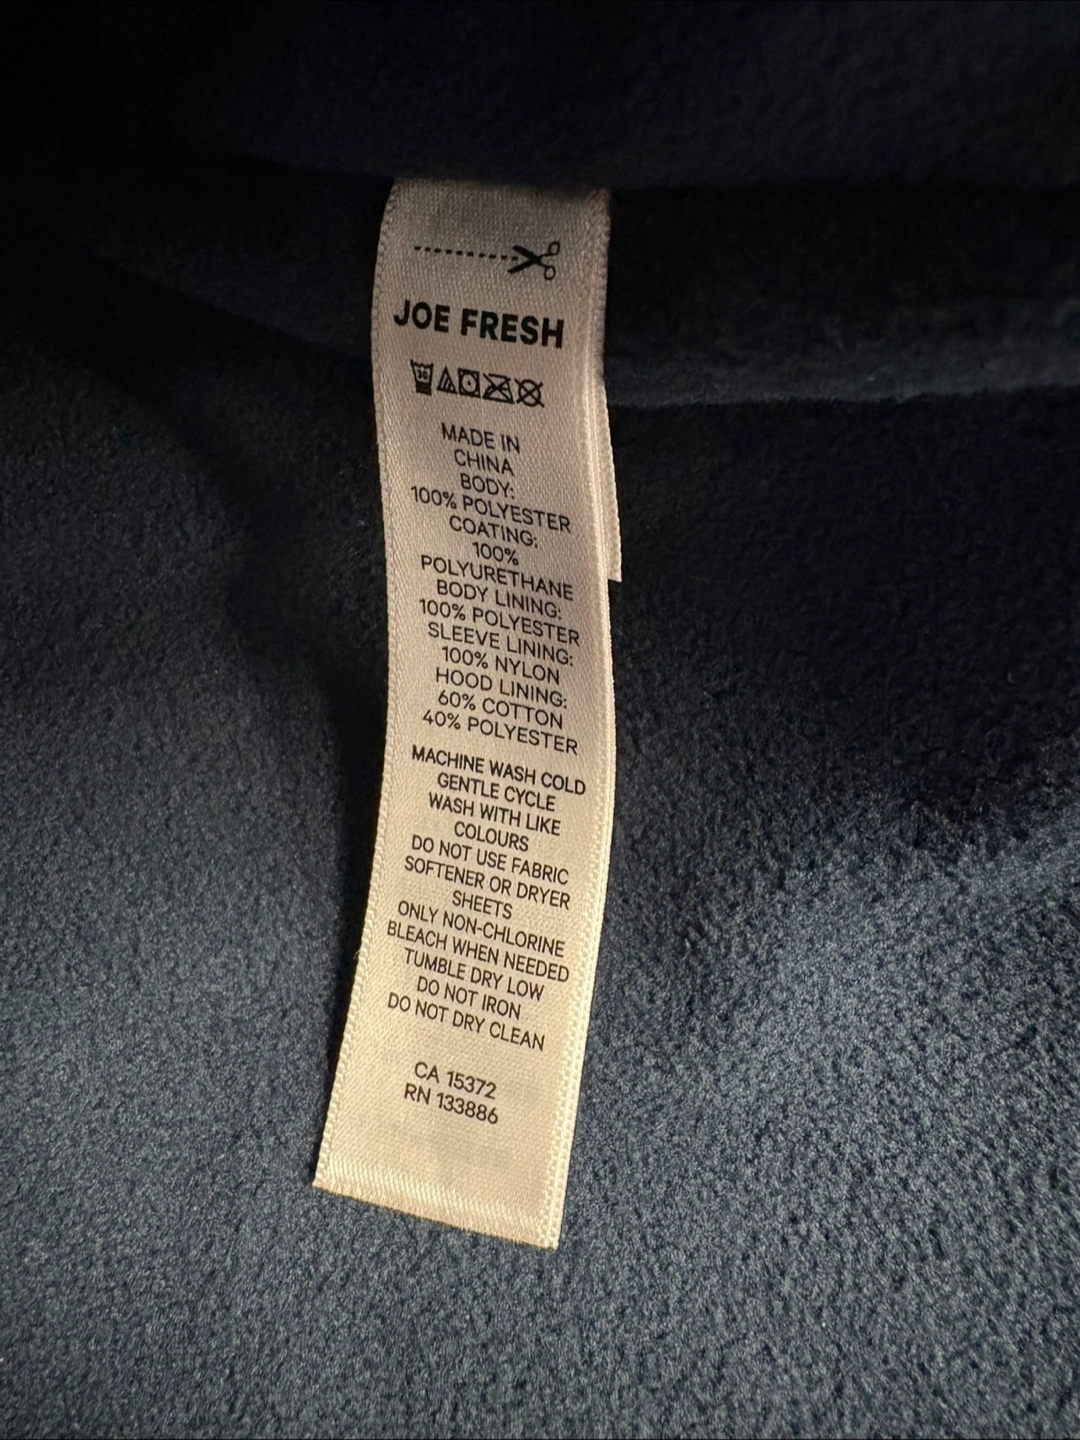 JOE FRESH
30
MADE IN
CHINA
BODY:
100% POLYESTER
COATING:
100%
POLYURETHANE
BODY LINING:
100% POLYESTER
SLEEVE LINING:
100% NYLON
HOOD LINING:
60% COTTON
40% POLYESTER
MACHINE WASH COLD
GENTLE CYCLE
WASH WITH LIKE
COLOURS
DO NOT USE FABRIC
SOFTENER OR DRYER
SHEETS
ONLY NON-CHLORINE
BLEACH WHEN NEEDED
TUMBLE DRY LOW
DO NOT IRON
DO NOT DRY CLEAN
CA 15372
RN 133886